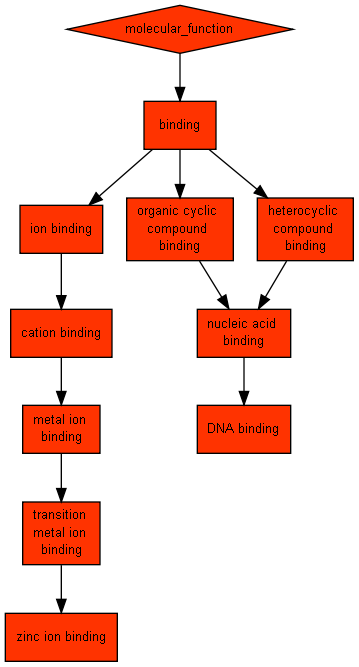 molecular_function
binding
ion binding
organic cyclic
compound
binding
heterocyclic
compound
binding
cation binding
nucleic acid
binding
metal ion
binding
DNA binding
transition
metal ion
binding
zinc ion binding